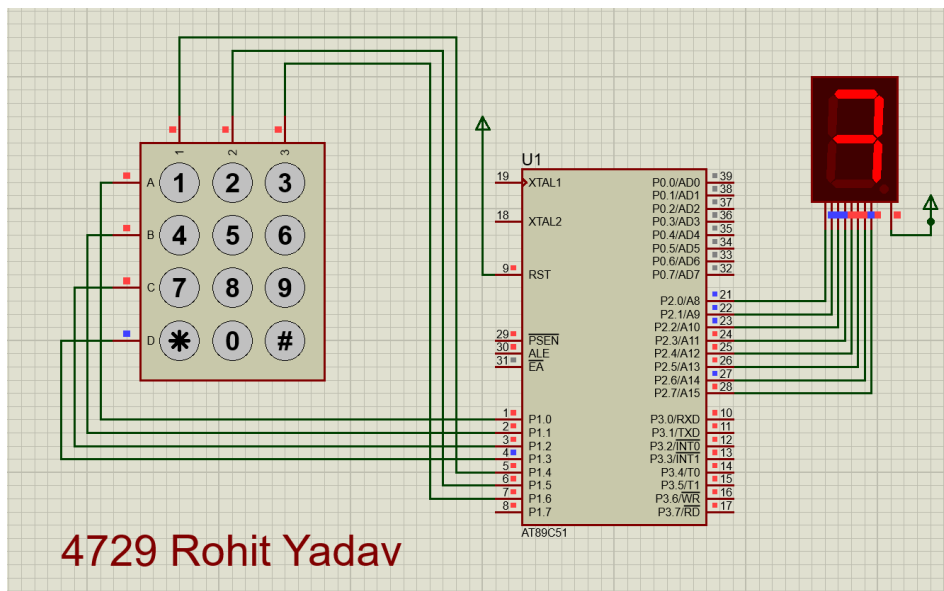 1 2 3
A 1 2 3
B 4 5 6
C 7 8 9
D * 0 #
U1
19 XTAL1
18 XTAL2
9 RST
29 PSEN
30 ALE
31 EA
1 P1.0
2 P1.1
3 P1.2
4 P1.3
5 P1.4
6 P1.5
7 P1.6
8 P1.7
P0.0/AD0 39
P0.1/AD1 38
P0.2/AD2 37
P0.3/AD3 36
P0.4/AD4 35
P0.5/AD5 34
P0.6/AD6 33
P0.7/AD7 32
P2.0/A8 21
P2.1/A9 22
P2.2/A10 23
P2.3/A11 24
P2.4/A12 25
P2.5/A13 26
P2.6/A14 27
P2.7/A15 28
P3.0/RXD 10
P3.1/TXD 11
P3.2/INT0 12
P3.3/INT1 13
P3.4/T0 14
P3.5/T1 15
P3.6/WR 16
P3.7/RD 17
AT89C51
3
4729 Rohit Yadav